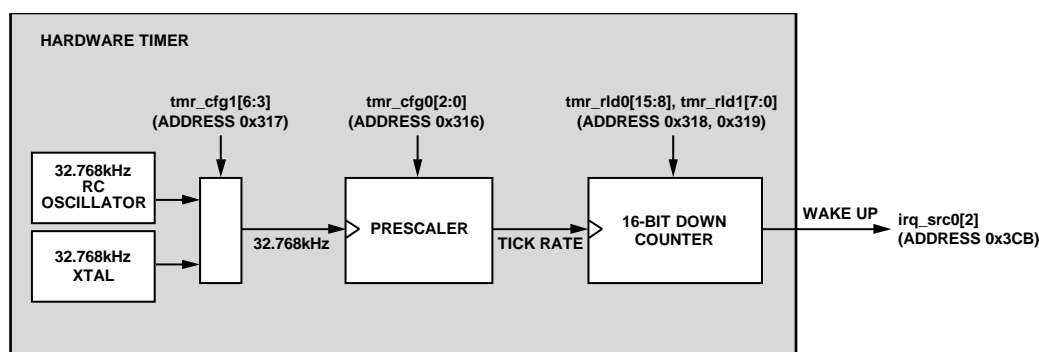 HARDWARE TIMER
tmr_cfg1[6:3]
(ADDRESS 0x317)
tmr_cfg0[2:0]
(ADDRESS 0x316)
tmr_rld0[15:8], tmr_rld1[7:0]
(ADDRESS 0x318, 0x319)
32.768kHz
RC
OSCILLATOR
32.768kHz
XTAL
32.768kHz
PRESCALER
TICK RATE
16-BIT DOWN
COUNTER
WAKE UP
irq_src0[2]
(ADDRESS 0x3CB)